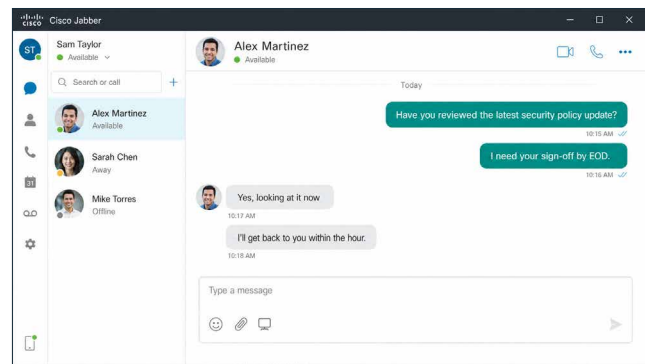 CISCO Cisco Jabber
ST
Sam Taylor
Available
Search or call
Alex Martinez
Available
Sarah Chen
Away
Mike Torres
Offline
31
Alex Martinez
Available
Today
Have you reviewed the latest security policy update?
10:15 AM
I need your sign-off by EOD.
10:16 AM
Yes, looking at it now
10:17 AM
I'll get back to you within the hour.
10:18 AM
Type a message